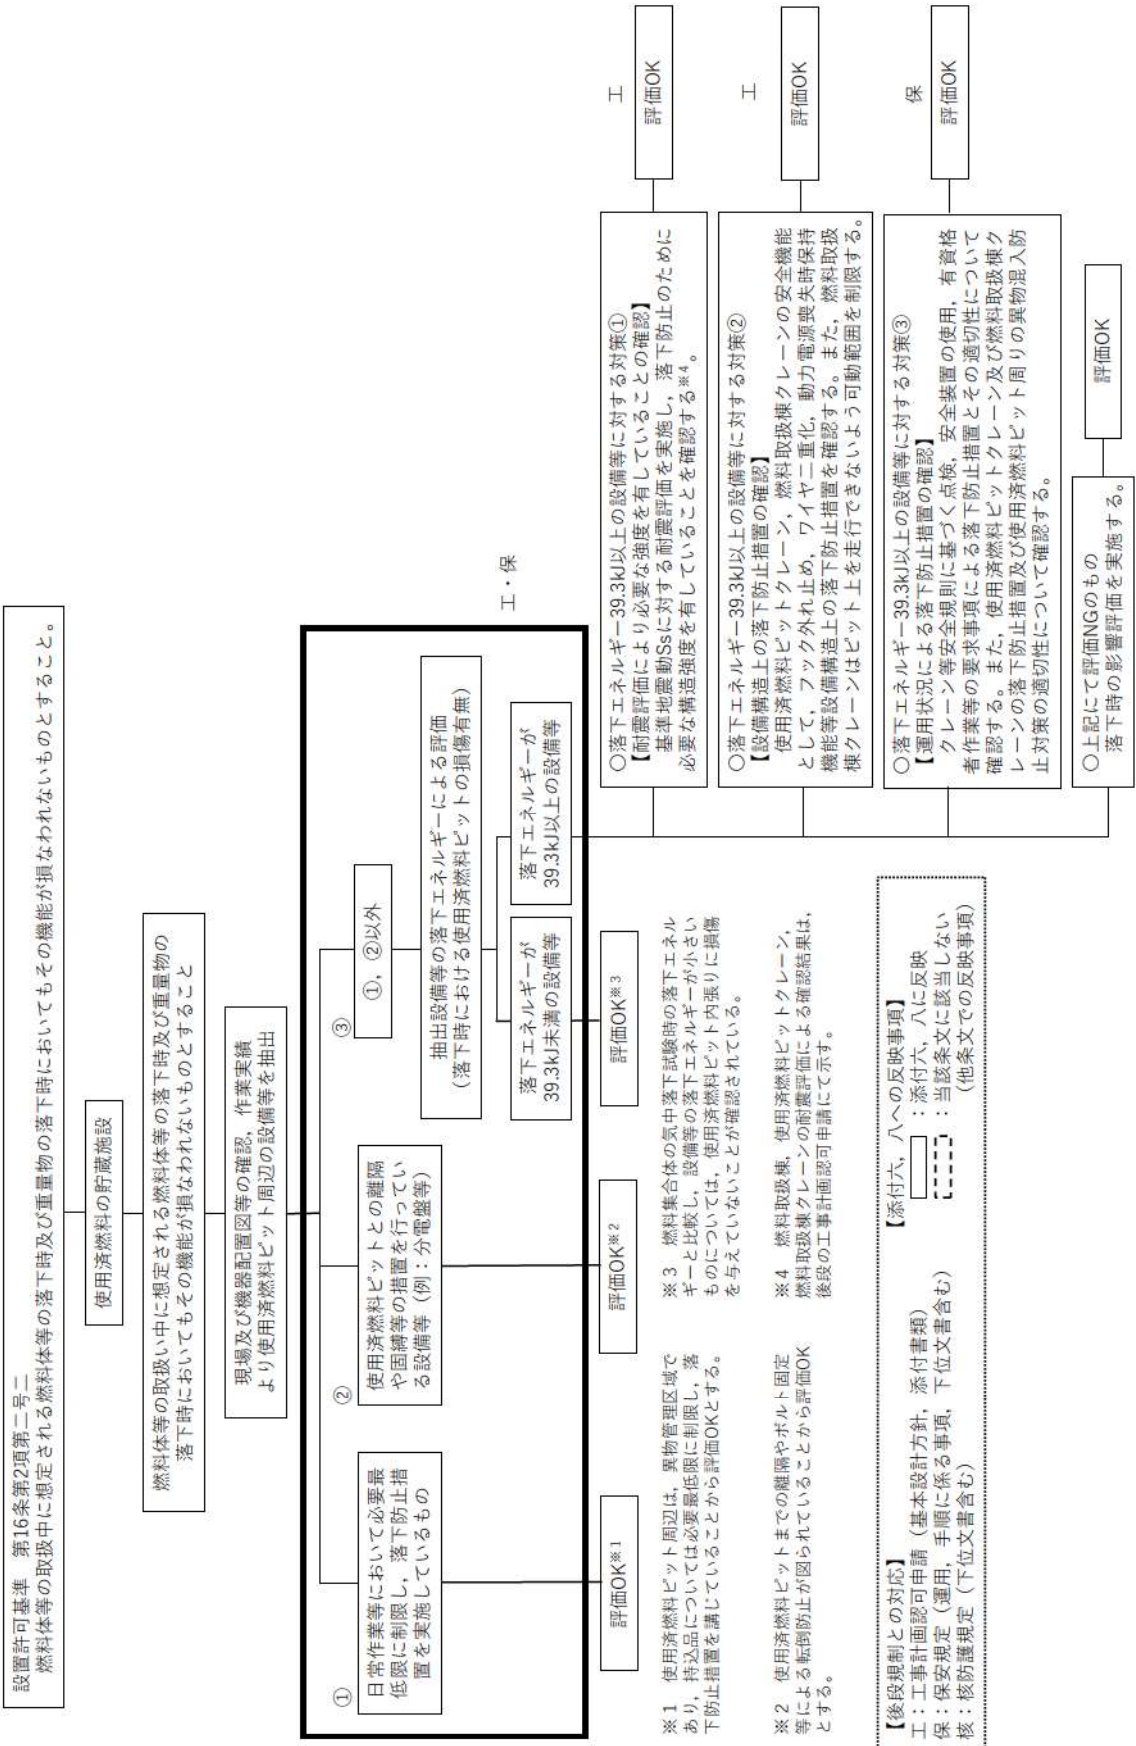 設置許可基準 第16条第2項第二号ニ
燃料体等の取扱中に想定される燃料体等の落下時及び重量物の落下時においてもその機能が損なわれないものとすること。
使用済燃料の貯蔵施設
燃料体等の取扱い中に想定される燃料体等の落下時及び重量物の
落下時においてもその機能が損なわれないものとすること
現場及び機器配置図等の確認，作業実績
より使用済燃料ピット周辺の設備等を抽出
①
日常作業等において必要最
低限に制限し，落下防止措
置を実施しているもの
②
使用済燃料ピットとの離隔
や固縛等の措置を行ってい
る設備等（例：分電盤等）
③
①，②以外
抽出設備等の落下エネルギーによる評価
（落下時における使用済燃料ピットの損傷有無）
落下エネルギーが
39.3kJ未満の設備等
落下エネルギーが
39.3kJ以上の設備等
工・保
評価OK※1
評価OK※2
評価OK※3
○落下エネルギー39.3kJ以上の設備等に対する対策①
【耐震評価により必要な強度を有していることの確認】
基準地震動Ssに対する耐震評価を実施し，落下防止のために
必要な構造強度を有していることを確認する※4。
工
評価OK
○落下エネルギー39.3kJ以上の設備等に対する対策②
【設備構造上の落下防止措置の確認】
使用済燃料ピットクレーン，燃料取扱棟クレーンの安全機能
として，フック外れ止め，ワイヤ二重化，動力電源喪失時保持
機能等設備構造上の落下防止措置を確認する。また，燃料取扱
棟クレーンはピット上を走行できないよう可動範囲を制限する。
工
評価OK
○落下エネルギー39.3kJ以上の設備等に対する対策③
【運用状況による落下防止措置の確認】
クレーン等安全規則に基づく点検，安全装置の使用，有資格
者作業等の要求事項による落下防止措置とその適切性について
確認する。また，使用済燃料ピットクレーン及び燃料取扱棟ク
レーンの落下防止措置及び使用済燃料ピット周りの異物混入防
止対策の適切性について確認する。
保
評価OK
○上記にて評価NGのもの
落下時の影響評価を実施する。
評価OK
※1 使用済燃料ピット周辺は，異物管理区域で
あり，持込品については必要最低限に制限し，落
下防止措置を講じていることから評価OKとする。
※2 使用済燃料ピットまでの離隔やボルト固定
等による転倒防止が図られていることから評価OK
とする。
※3 燃料集合体の気中落下試験時の落下エネル
ギーと比較し，設備等の落下エネルギーが小さい
ものについては，使用済燃料ピット内張りに損傷
を与えていないことが確認されている。
※4 燃料取扱棟，使用済燃料ピットクレーン，
燃料取扱棟クレーンの耐震評価による確認結果は，
後段の工事計画認可申請にて示す。
【後段規制との対応】
工：工事計画認可申請（基本設計方針，添付書類）
保：保安規定（運用，手順に係る事項，下位文書含む）
核：核防護規定（下位文書含む）
【添付六，八への反映事項】
：添付六，八に反映
：当該条文に該当しない
（他条文での反映事項）